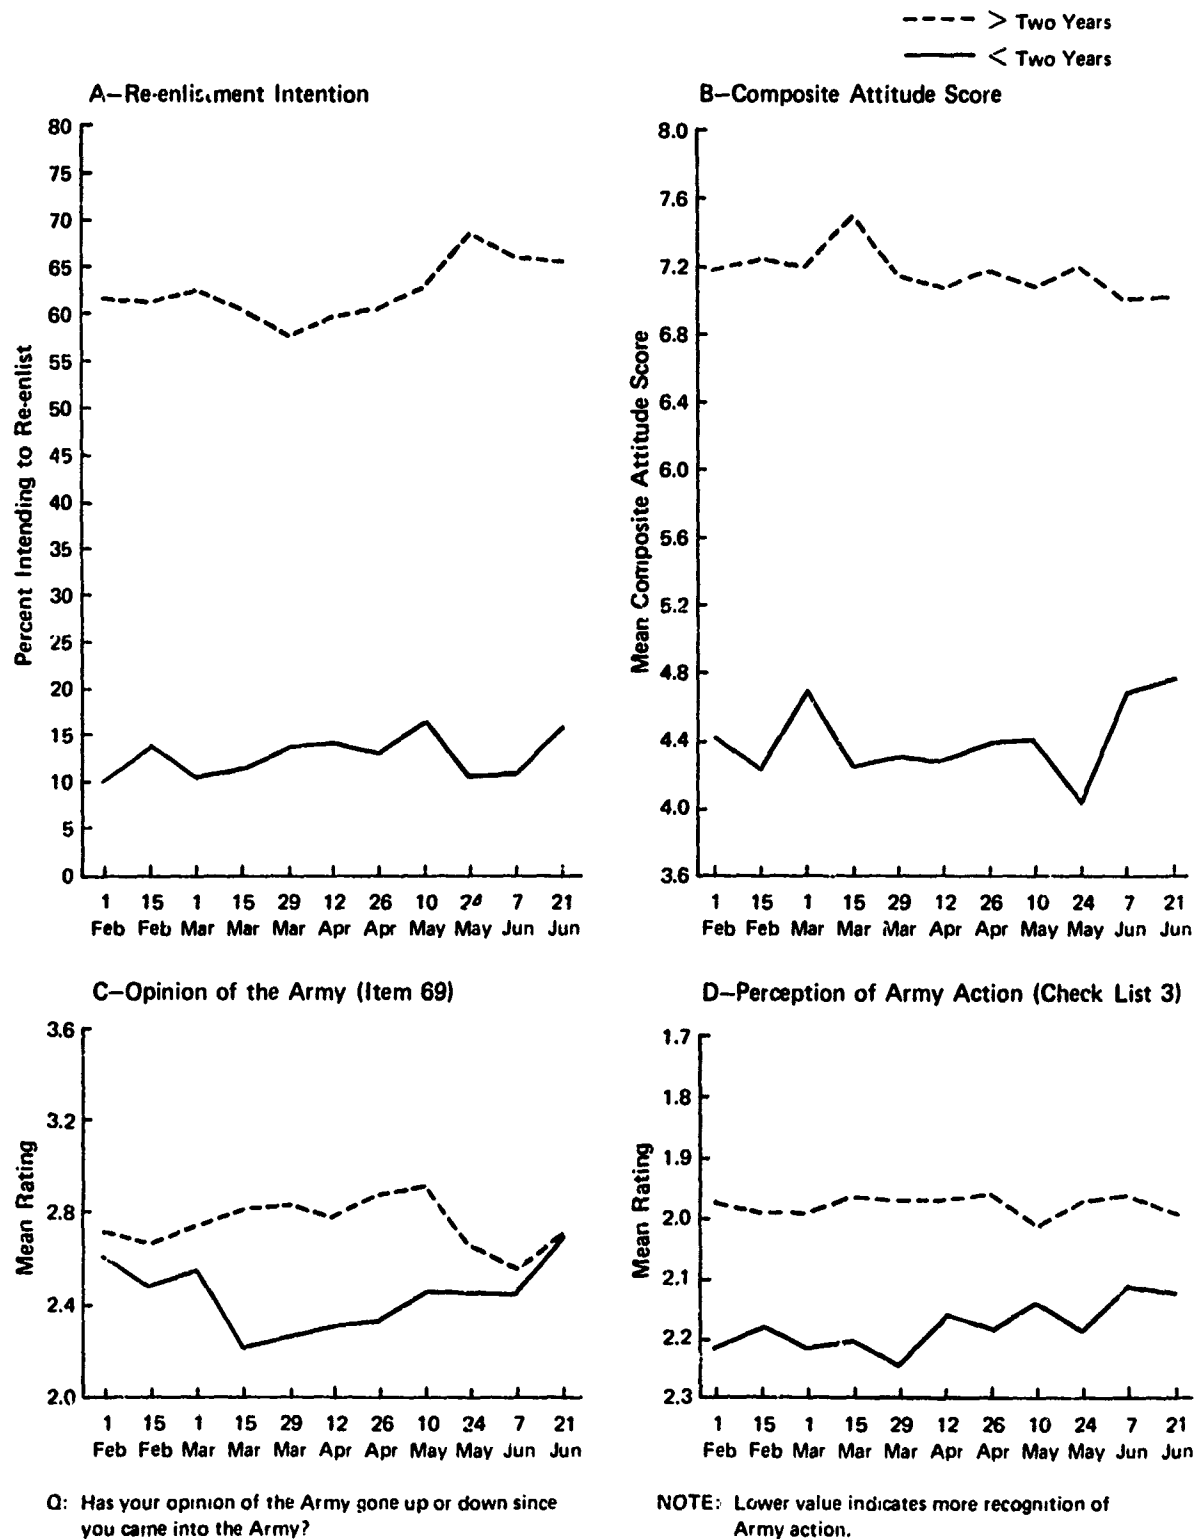 > Two Years
< Two Years
A–Re-enlistment Intention
Percent Intending to Re-enlist
80
75
70
65
60
55
50
45
40
35
30
25
20
15
10
5
0
1 15 1 15 29 12 26 10 24 7 21
Feb Feb Mar Mar Mar Apr Apr May May Jun Jun
B–Composite Attitude Score
Mean Composite Attitude Score
8.0
7.6
7.2
6.8
6.4
6.0
5.6
5.2
4.8
4.4
4.0
3.6
1 15 1 15 29 12 26 10 24 7 21
Feb Feb Mar Mar Mar Apr Apr May May Jun Jun
C–Opinion of the Army (Item 69)
Mean Rating
3.6
3.2
2.8
2.4
2.0
1 15 1 15 29 12 26 10 24 7 21
Feb Feb Mar Mar Mar Apr Apr May May Jun Jun
Q: Has your opinion of the Army gone up or down since
you came into the Army?
D–Perception of Army Action (Check List 3)
Mean Rating
1.7
1.8
1.9
2.0
2.1
2.2
2.3
1 15 1 15 29 12 26 10 24 7 21
Feb Feb Mar Mar Mar Apr Apr May May Jun Jun
NOTE: Lower value indicates more recognition of
Army action.